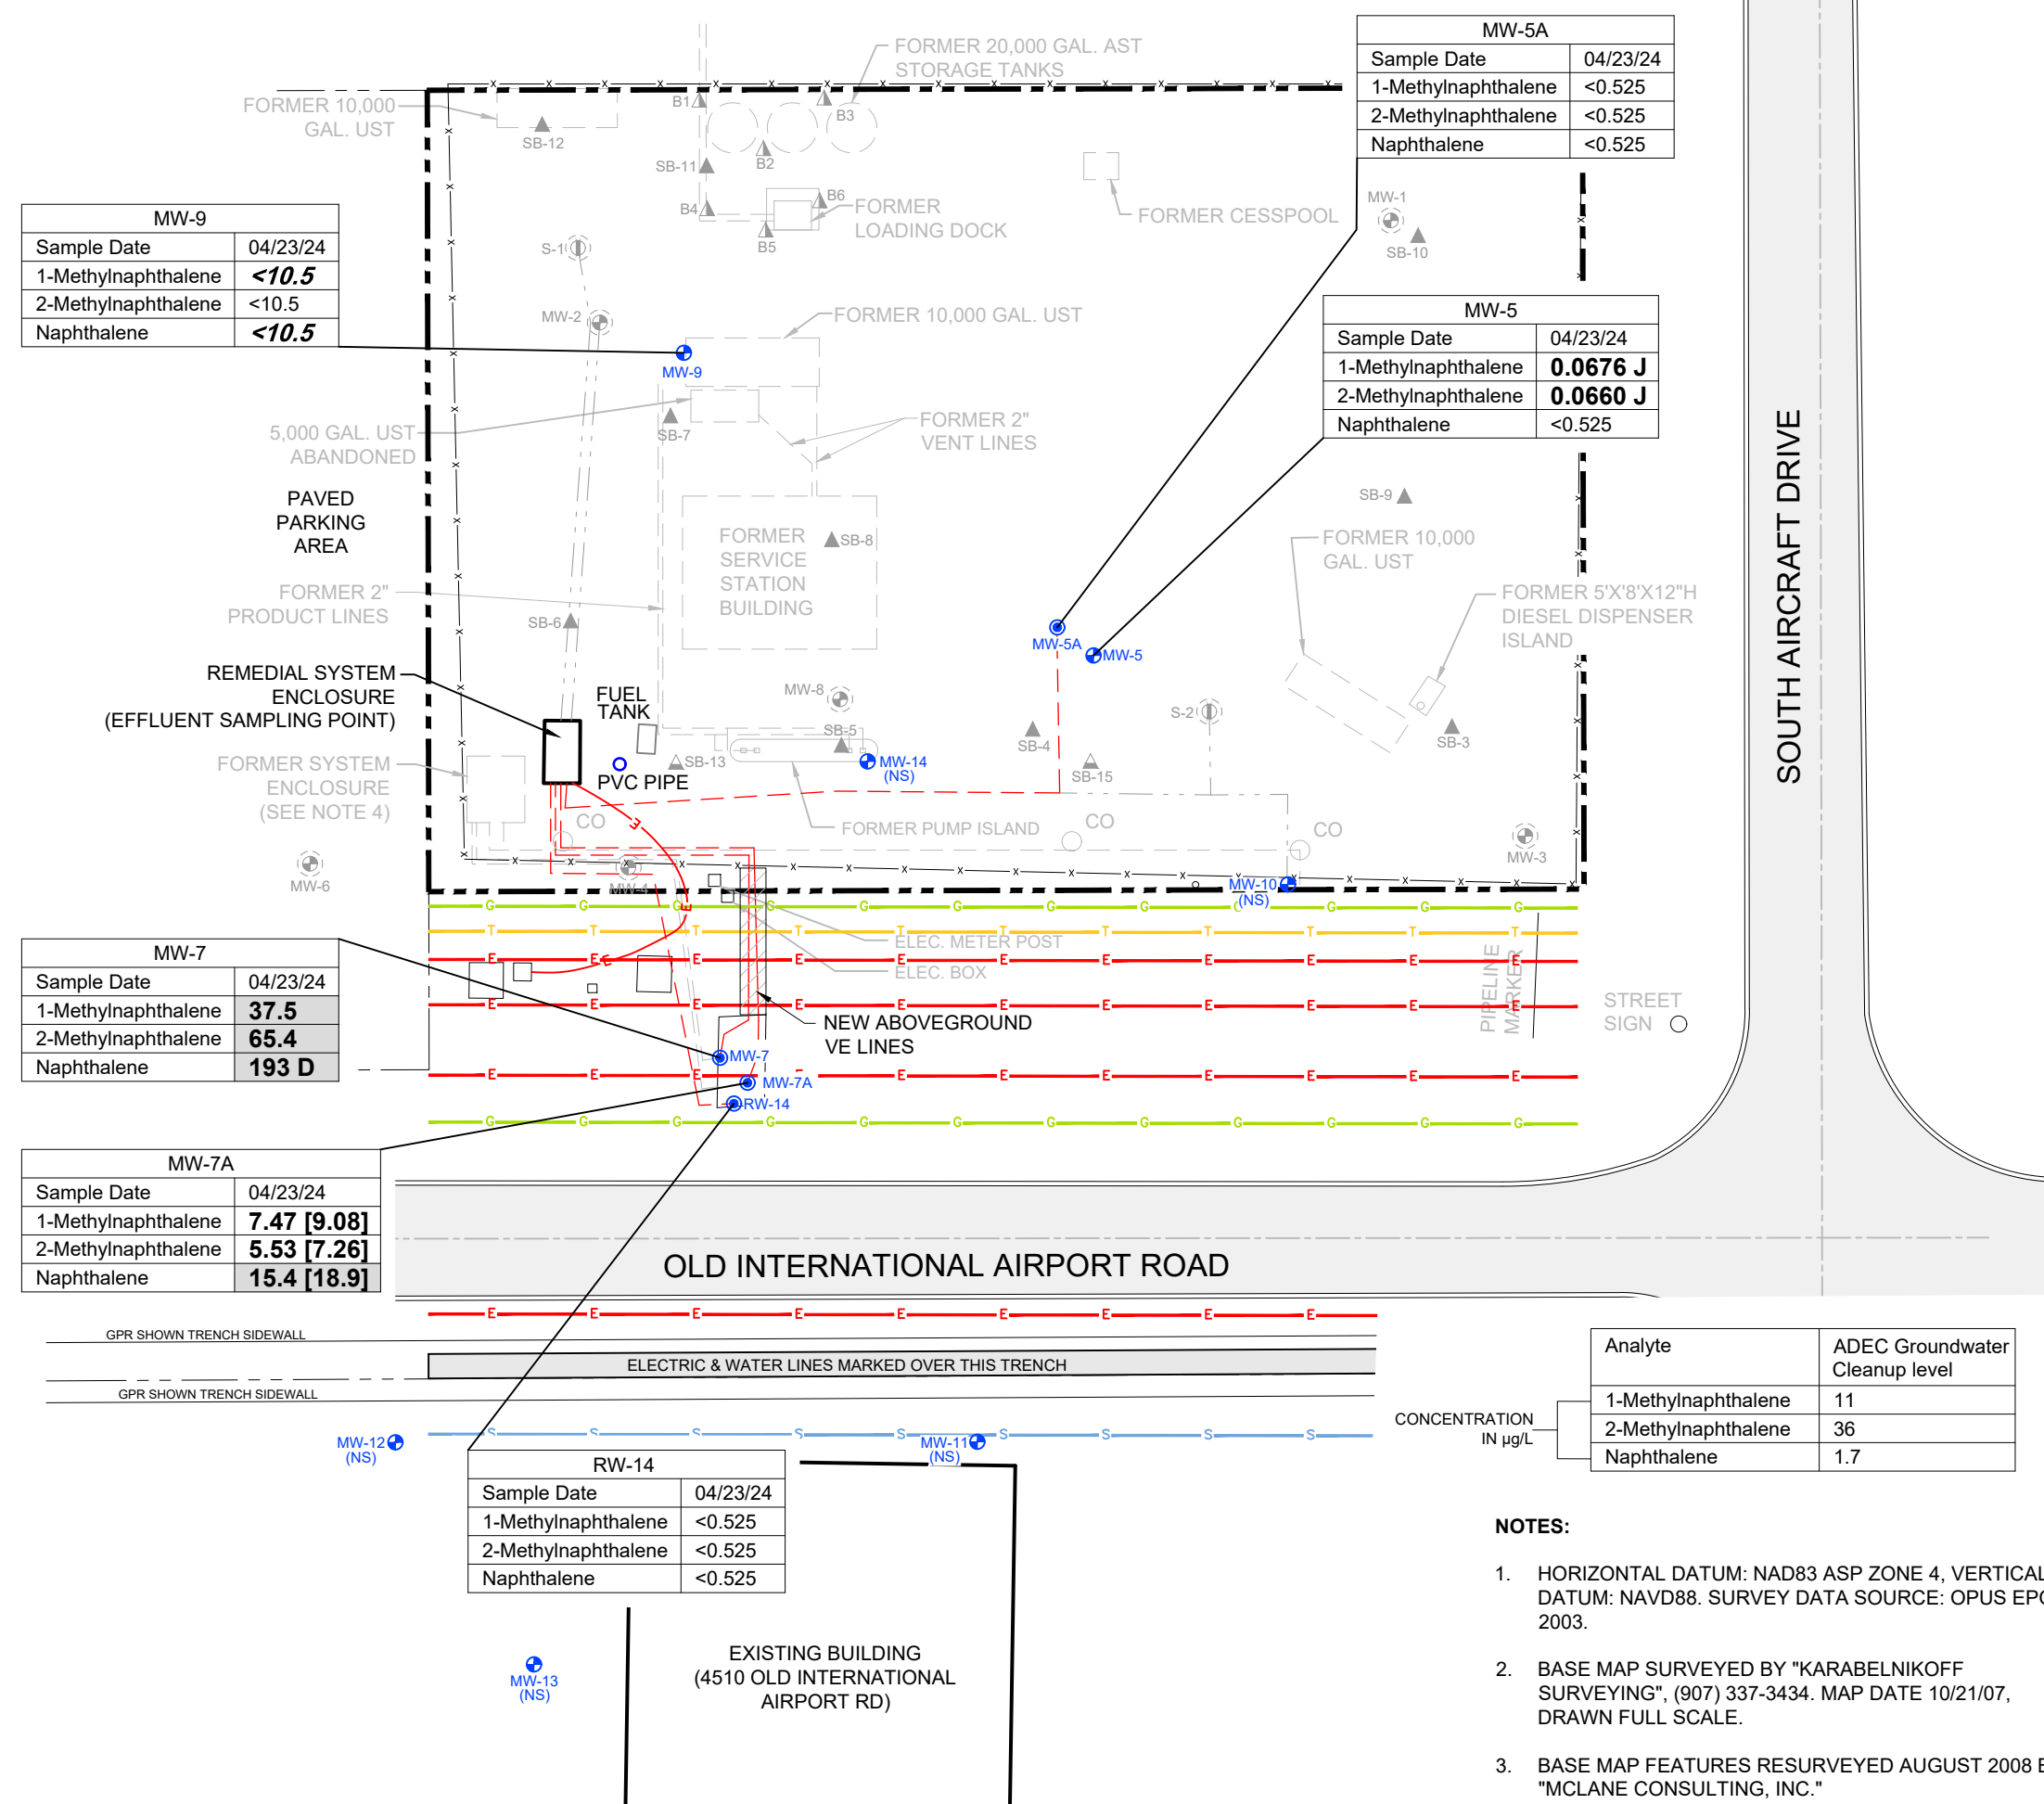 MW-5A
Sample Date 04/23/24
1-Methylnaphthalene <0.525
2-Methylnaphthalene <0.525
Naphthalene <0.525
FORMER 20,000 GAL. AST
STORAGE TANKS
FORMER 10,000
GAL. UST
SB-12
B1
B3
B2
SB-11
B4
B6
B5
FORMER
LOADING DOCK
FORMER CESSPOOL
MW-1
SB-10
MW-9
Sample Date 04/23/24
1-Methylnaphthalene <10.5
2-Methylnaphthalene <10.5
Naphthalene <10.5
S-1
MW-2
FORMER 10,000 GAL. UST
MW-9
MW-5
Sample Date 04/23/24
1-Methylnaphthalene 0.0676 J
2-Methylnaphthalene 0.0660 J
Naphthalene <0.525
5,000 GAL. UST
ABANDONED
SB-7
FORMER 2"
VENT LINES
PAVED
PARKING
AREA
SB-9
FORMER
SERVICE
STATION
BUILDING
SB-8
FORMER 10,000
GAL. UST
FORMER 2"
PRODUCT LINES
SB-6
FORMER 5'X'8'X12"H
DIESEL DISPENSER
ISLAND
SOUTH AIRCRAFT DRIVE
MW-5A
MW-5
REMEDIAL SYSTEM
ENCLOSURE
(EFFLUENT SAMPLING POINT)
FUEL
TANK
MW-8
SB-5
S-2
SB-4
SB-3
FORMER SYSTEM
ENCLOSURE
(SEE NOTE 4)
PVC PIPE
SB-13
MW-14
(NS)
SB-15
CO
FORMER PUMP ISLAND
CO
CO
MW-6
MW-4
MW-3
MW-10
(NS)
ELEC. METER POST
ELEC. BOX
PIPELINE
MARKER
STREET
SIGN
MW-7
Sample Date 04/23/24
1-Methylnaphthalene 37.5
2-Methylnaphthalene 65.4
Naphthalene 193 D
NEW ABOVEGROUND
VE LINES
MW-7
MW-7A
RW-14
MW-7A
Sample Date 04/23/24
1-Methylnaphthalene 7.47 [9.08]
2-Methylnaphthalene 5.53 [7.26]
Naphthalene 15.4 [18.9]
OLD INTERNATIONAL AIRPORT ROAD
GPR SHOWN TRENCH SIDEWALL
ELECTRIC & WATER LINES MARKED OVER THIS TRENCH
GPR SHOWN TRENCH SIDEWALL
Analyte ADEC Groundwater
Cleanup level
1-Methylnaphthalene 11
2-Methylnaphthalene 36
Naphthalene 1.7
CONCENTRATION
IN µg/L
MW-12
(NS)
MW-11
(NS)
RW-14
Sample Date 04/23/24
1-Methylnaphthalene <0.525
2-Methylnaphthalene <0.525
Naphthalene <0.525
MW-13
(NS)
EXISTING BUILDING
(4510 OLD INTERNATIONAL
AIRPORT RD)
NOTES:
1. HORIZONTAL DATUM: NAD83 ASP ZONE 4, VERTICAL
DATUM: NAVD88. SURVEY DATA SOURCE: OPUS
2003.
2. BASE MAP SURVEYED BY "KARABELNIKOFF
SURVEYING", (907) 337-3434. MAP DATE 10/21/07,
DRAWN FULL SCALE.
3. BASE MAP FEATURES RESURVEYED AUGUST 2008
"MCLANE CONSULTING, INC."